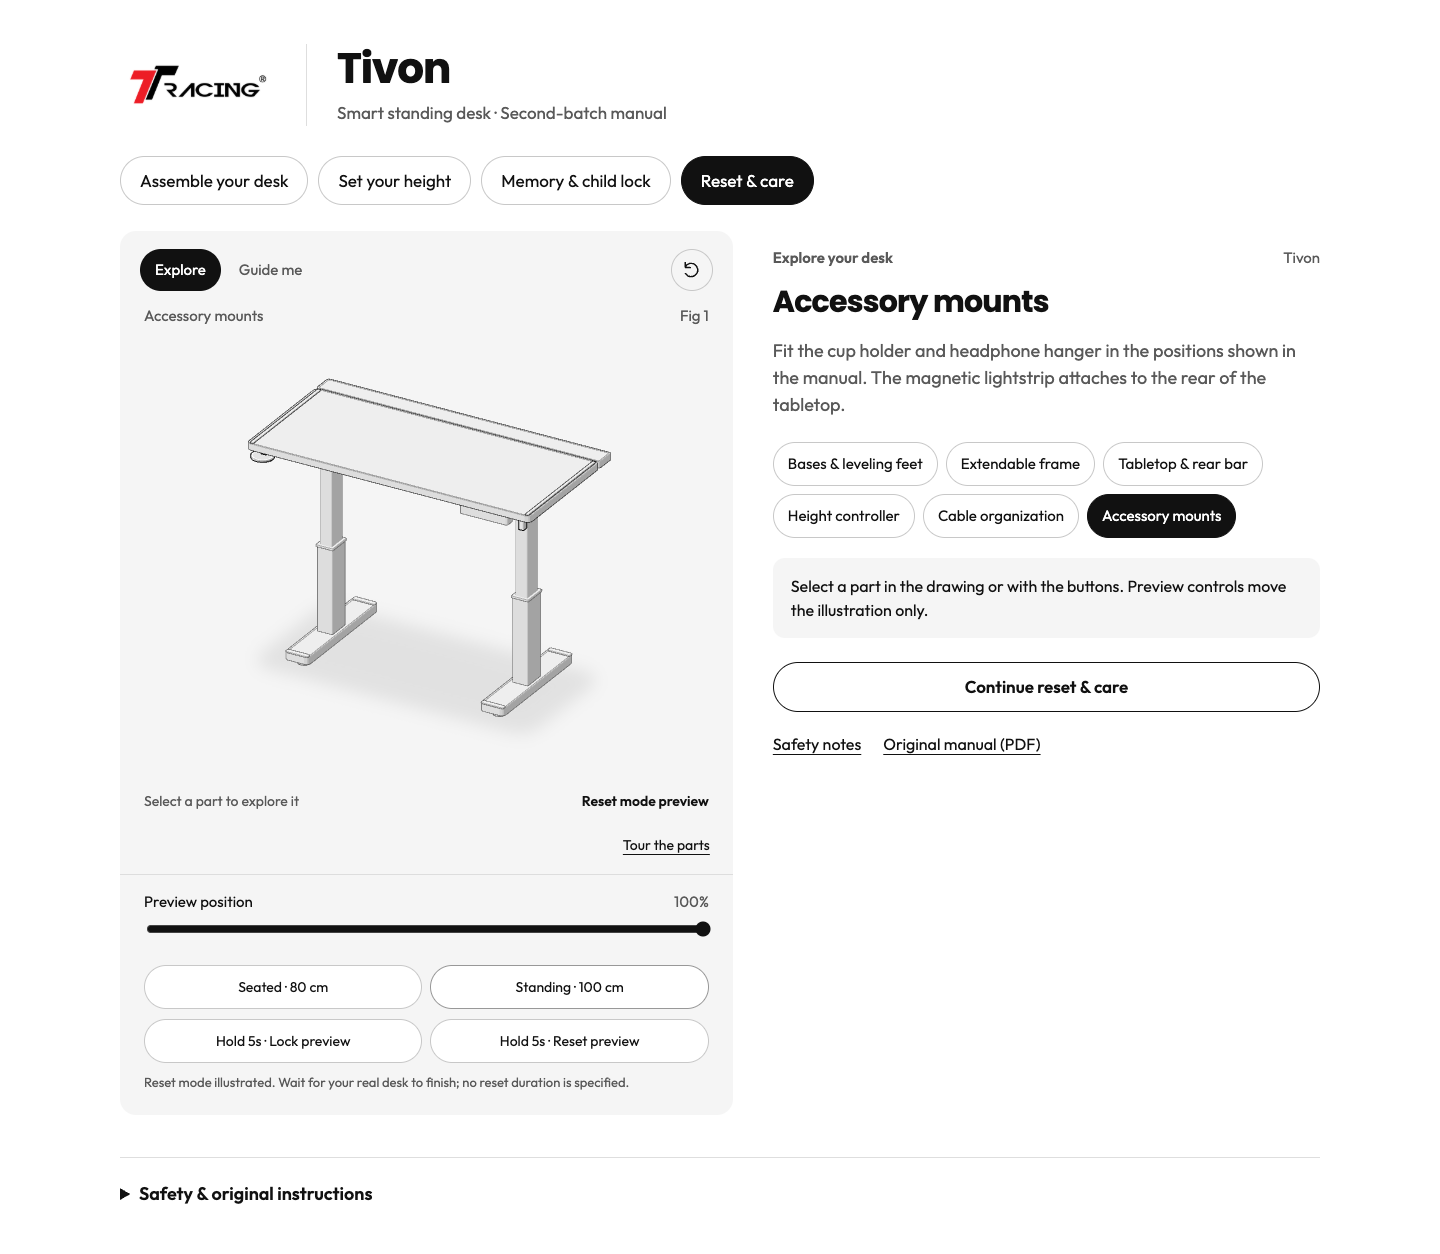 TTRACING®
Tivon
Smart standing desk · Second-batch manual
Assemble your desk
Set your height
Memory & child lock
Reset & care
Explore
Guide me
Accessory mounts
Fig 1
Select a part to explore it
Reset mode preview
Tour the parts
Preview position
100%
Seated · 80 cm
Standing · 100 cm
Hold 5s · Lock preview
Hold 5s · Reset preview
Reset mode illustrated. Wait for your real desk to finish; no reset duration is specified.
Explore your desk
Tivon
Accessory mounts
Fit the cup holder and headphone hanger in the positions shown in
the manual. The magnetic lightstrip attaches to the rear of the
tabletop.
Bases & leveling feet
Extendable frame
Tabletop & rear bar
Height controller
Cable organization
Accessory mounts
Select a part in the drawing or with the buttons. Preview controls move
the illustration only.
Continue reset & care
Safety notes
Original manual (PDF)
Safety & original instructions